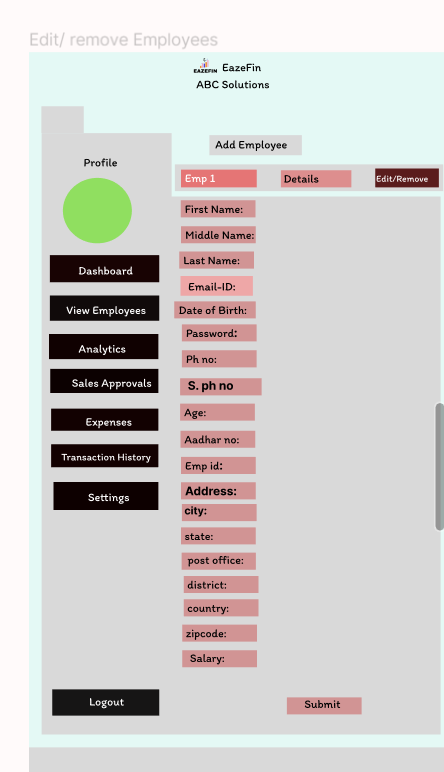 Edit/ remove Employees
EAZEFIN EazeFin
ABC Solutions
Add Employee
Profile
Emp 1 Details Edit/Remove
First Name:
Middle Name:
Last Name:
Email-ID:
Date of Birth:
Password:
Ph no:
S. ph no
Age:
Aadhar no:
Emp id:
Address:
city:
state:
post office:
district:
country:
zipcode:
Salary:
Submit
Dashboard
View Employees
Analytics
Sales Approvals
Expenses
Transaction History
Settings
Logout